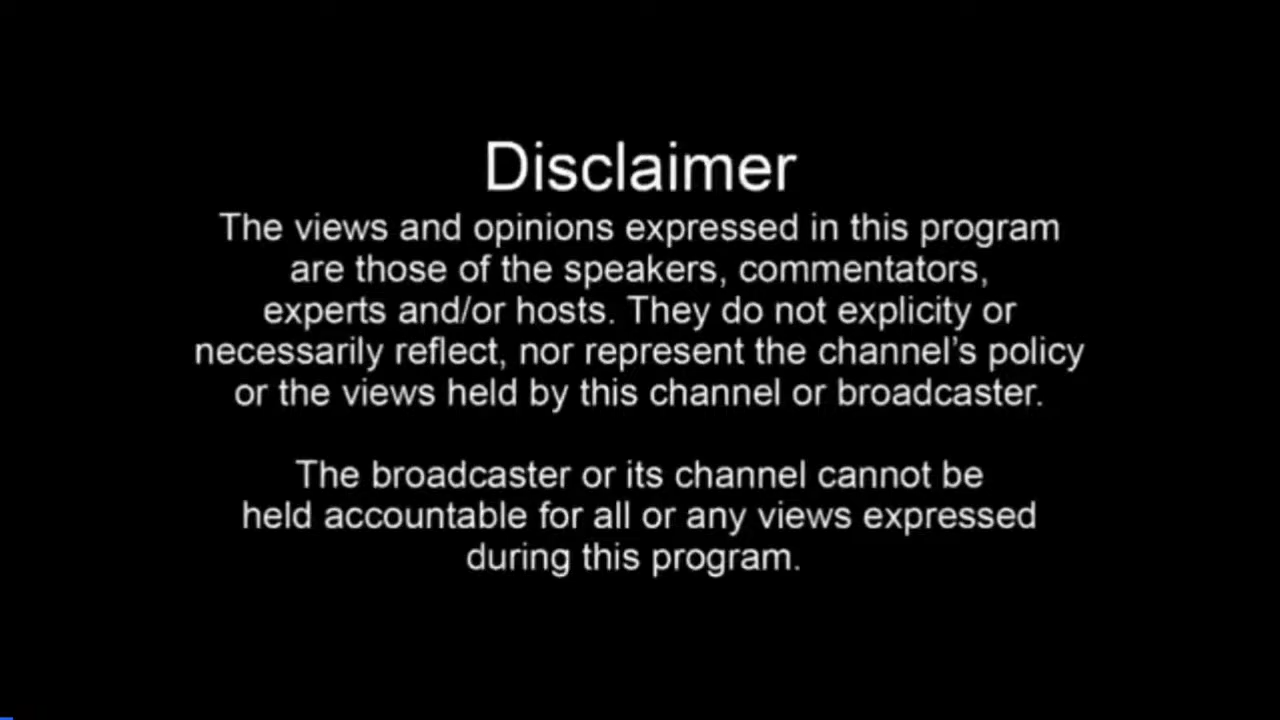 Disclaimer
The views and opinions expressed in this program
are those of the speakers, commentators,
experts and/or hosts. They do not explicity or
necessarily reflect, nor represent the channel's policy
or the views held by this channel or broadcaster.
The broadcaster or its channel cannot be
held accountable for all or any views expressed
during this program.